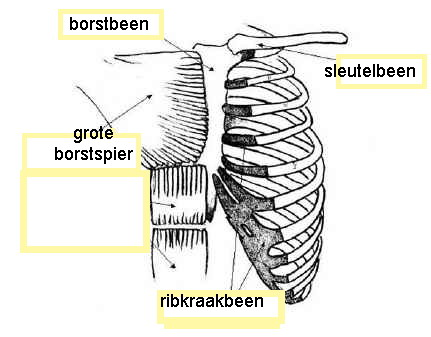 borstbeen
sleutelbeen
grote
borstspier
ribkraakbeen